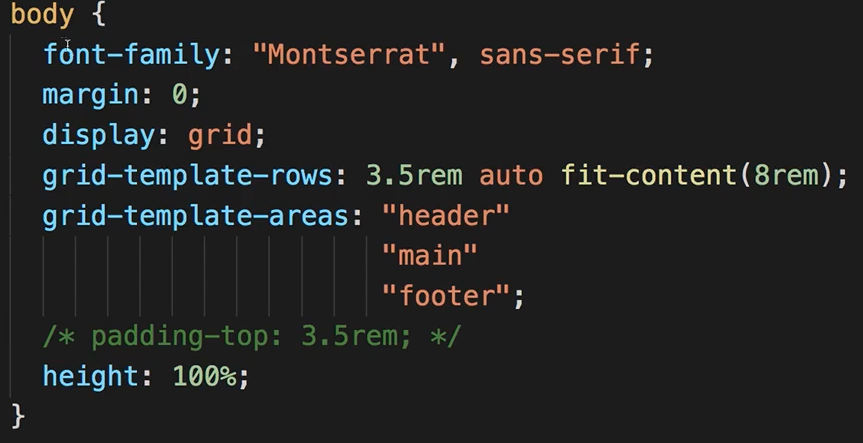 body {
font-family: "Montserrat", sans-serif;
margin: 0;
display: grid;
grid-template-rows: 3.5rem auto fit-content(8rem);
grid-template-areas: "header"
"main"
"footer";
/* padding-top: 3.5rem; */
height: 100%;
}